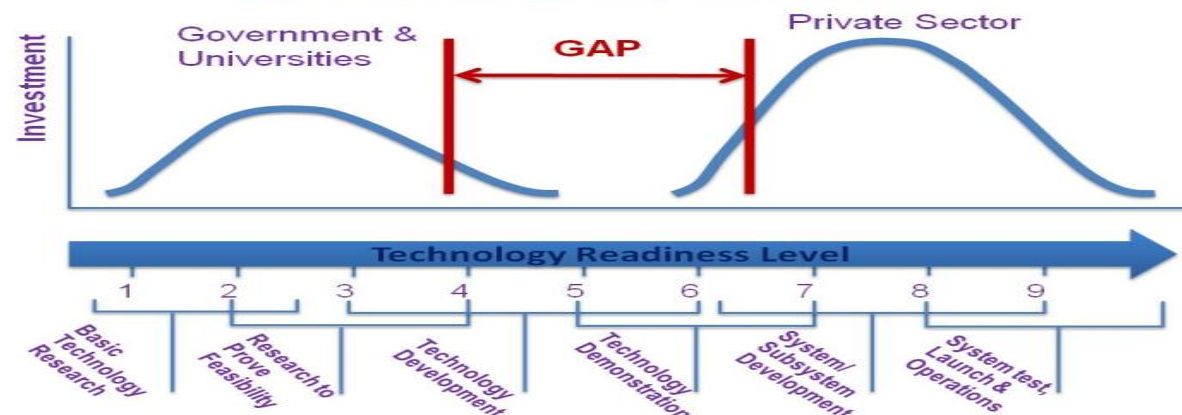 Government &
Universities
GAP
Private Sector
Investment
Technology Readiness Level
1 2 3 4 5 6 7 8 9
Basic
Technology
Research
Research to
Prove
Feasibility
Technology
Development
Technology
Demonstration
System/
Subsystem
Development
System test,
Launch &
Operations